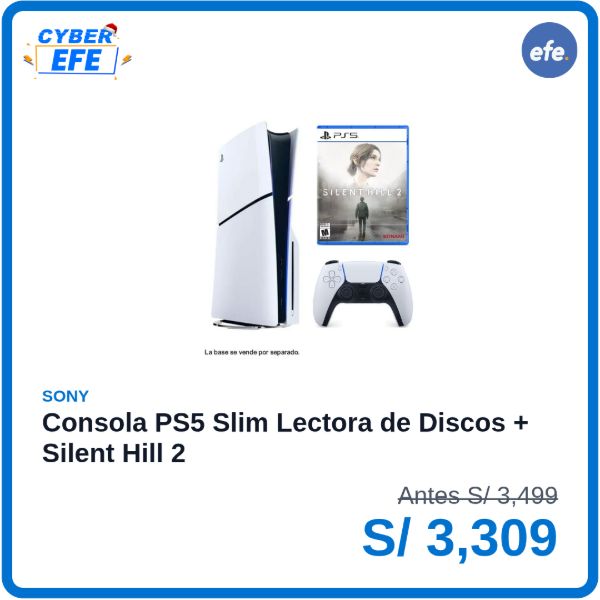 CYBER
EFE
efe.
PS5
SILENT HILL 2
KONAMI
M
La base se vende por separado.
SONY
Consola PS5 Slim Lectora de Discos +
Silent Hill 2
Antes S/ 3,499
S/ 3,309